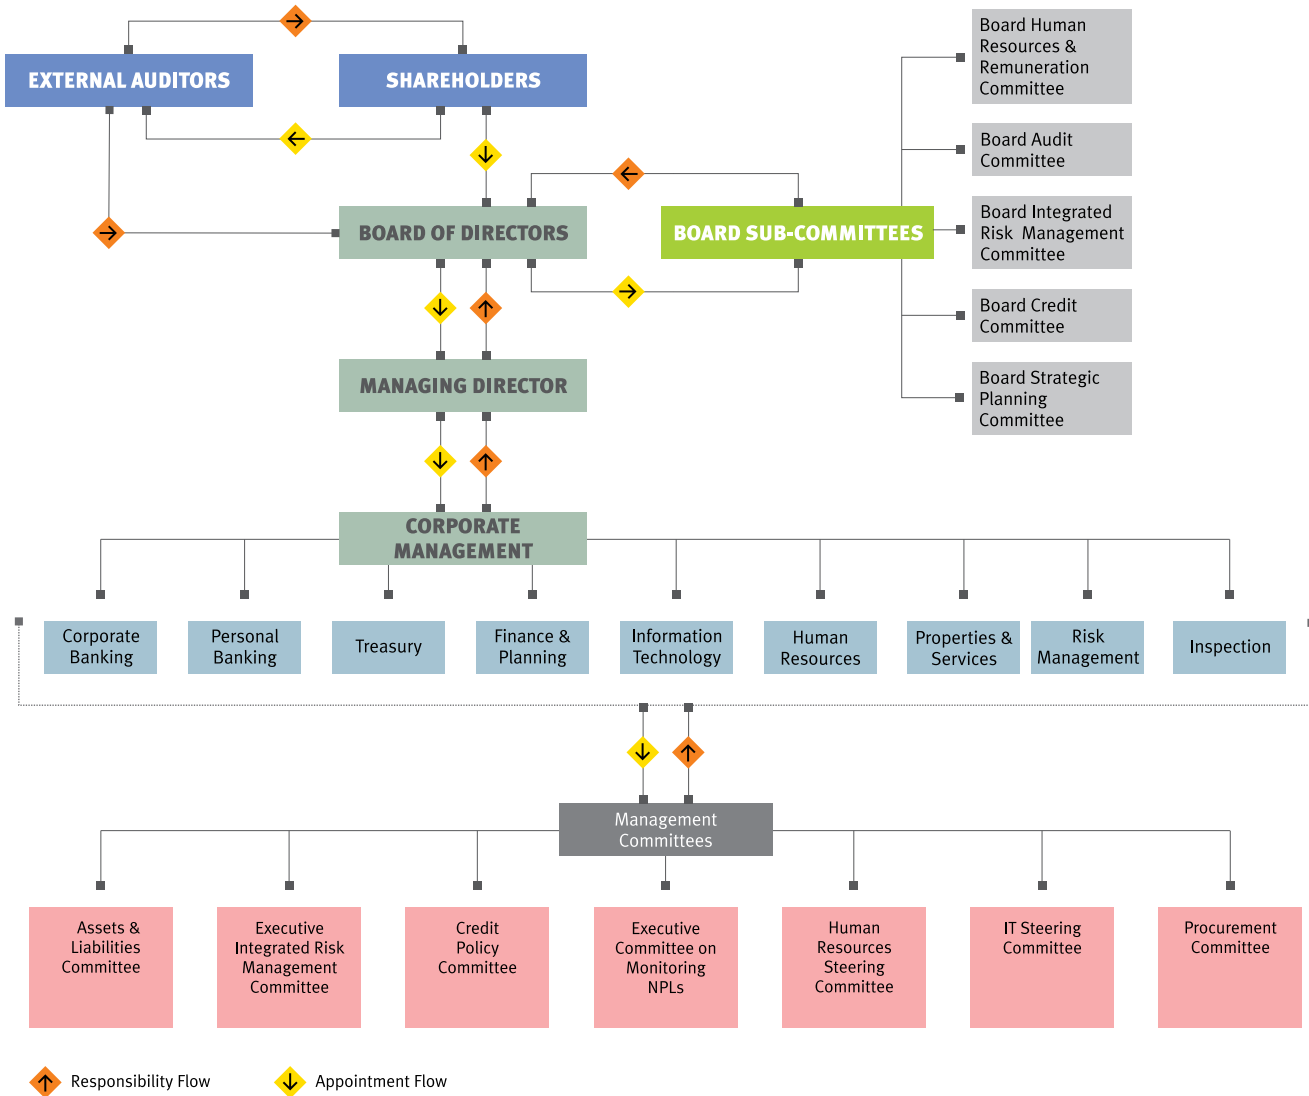 EXTERNAL AUDITORS
SHAREHOLDERS
Board Human
Resources &
Remuneration
Committee
Board Audit
Committee
BOARD OF DIRECTORS
BOARD SUB-COMMITTEES
Board Integrated
Risk Management
Committee
Board Credit
Committee
MANAGING DIRECTOR
Board Strategic
Planning
Committee
CORPORATE
MANAGEMENT
Corporate
Banking
Personal
Banking
Treasury
Finance &
Planning
Information
Technology
Human
Resources
Properties &
Services
Risk
Management
Inspection
Management
Committees
Assets &
Liabilities
Committee
Executive
Integrated Risk
Management
Committee
Credit
Policy
Committee
Executive
Committee on
Monitoring
NPLs
Human
Resources
Steering
Committee
IT Steering
Committee
Procurement
Committee
Responsibility Flow
Appointment Flow